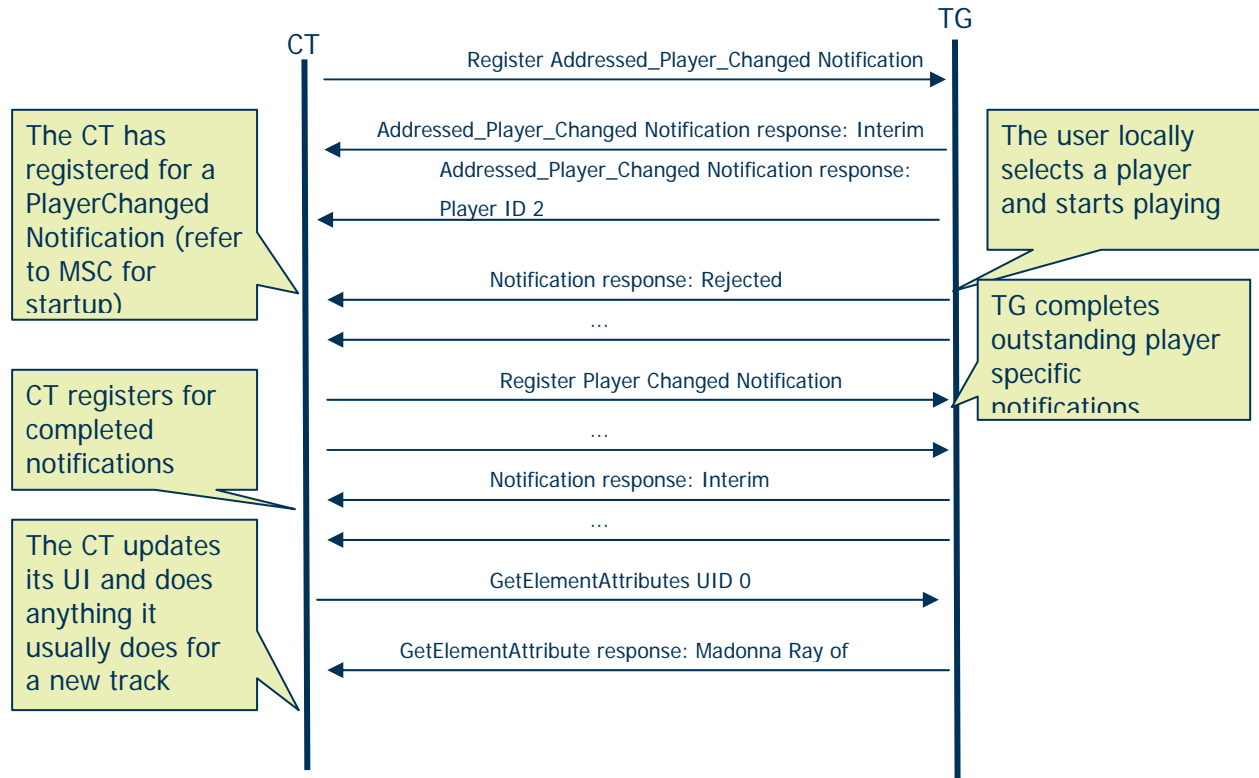 TG
CT
Register Addressed_Player_Changed Notification
The CT has
registered for a
PlayerChanged
Notification (refer
to MSC for
startup)
Addressed_Player_Changed Notification response: Interim
The user locally
selects a player
and starts playing
Addressed_Player_Changed Notification response:
Player ID 2
Notification response: Rejected
...
TG completes
outstanding player
specific
notifications
Register Player Changed Notification
CT registers for
completed
notifications
...
Notification response: Interim
...
The CT updates
its UI and does
anything it
usually does for
a new track
GetElementAttributes UID 0
GetElementAttribute response: Madonna Ray of